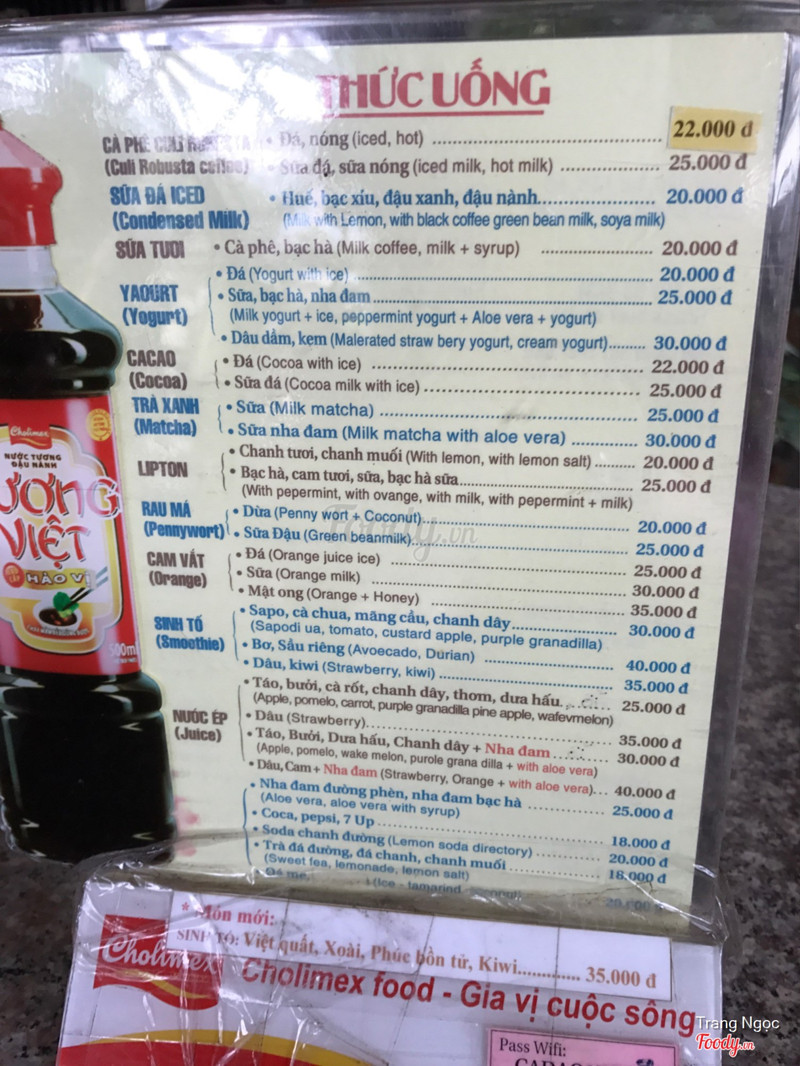 THỨC UỐNG
CÀ PHÊ CULI • Đá, nóng (iced, hot) 22.000 đ
(Culi Robusta coffee) • Sữa đá, sữa nóng (iced milk, hot milk) 25.000 đ
SỮA ĐÁ ICED • Huế, bạc xỉu, đậu xanh, đậu nành 20.000 đ
(Condensed Milk) (Milk with Lemon, with black coffee green bean milk, soya milk)
SỮA TƯƠI • Cà phê, bạc hà (Milk coffee, milk + syrup) 20.000 đ
• Đá (Yogurt with ice) 20.000 đ
YAOURT • Sữa, bạc hà, nha đam 25.000 đ
(Yogurt) (Milk yogurt + ice, peppermint yogurt + Aloe vera + yogurt)
• Dâu dầm, kẹm (Malerated straw bery yogurt, cream yogurt) 30.000 đ
CACAO • Đá (Cocoa with ice) 22.000 đ
(Cocoa) • Sữa đá (Cocoa milk with ice) 25.000 đ
TRÀ XANH • Sữa (Milk matcha) 25.000 đ
(Matcha) • Sữa nha đam (Milk matcha with aloe vera) 30.000 đ
• Chanh tươi, chanh muối (With lemon, with lemon salt) 20.000 đ
LIPTON • Bạc hà, cam tươi, sữa, bạc hà sữa 25.000 đ
(With pepermint, with ovange, with milk, with pepermint + milk)
RAU MÁ • Dừa (Penny wort + Coconut) 20.000 đ
(Pennywort) • Sữa Đậu (Green beanmilk) 25.000 đ
CAM VẮT • Đá (Orange juice ice) 25.000 đ
(Orange) • Sữa (Orange milk) 30.000 đ
• Mật ong (Orange + Honey) 35.000 đ
SINH TỐ • Sapo, cà chua, mãng cầu, chanh dây 30.000 đ
(Smoothie) (Sapodi ua, tomato, custard apple, purple granadilla)
• Bơ, Sầu riêng (Avoecado, Durian) 40.000 đ
• Dâu, kiwi (Strawberry, kiwi) 35.000 đ
• Táo, bưởi, cà rốt, chanh dây, thơm, dưa hấu 25.000 đ
(Apple, pomelo, carrot, purple granadilla pine apple, wafevmelon)
NƯỚC ÉP • Dâu (Strawberry) 35.000 đ
(Juice) • Táo, Bưởi, Dưa hấu, Chanh dây + Nha đam 30.000 đ
(Apple, pomelo, wake melon, purole grana dilla + with aloe vera)
• Dâu, Cam + Nha đam (Strawberry, Orange + with aloe vera) 40.000 đ
• Nha đam đường phèn, nha đam bạc hà 25.000 đ
(Aloe vera, aloe vera with syrup)
• Coca, pepsi, 7 Up 18.000 đ
• Soda chanh đường (Lemon soda directory) 20.000 đ
• Trà đá đường, đá chanh, chanh muối 18.000 đ
(Sweet tea, lemonade, lemon salt)
Đá me, (Ice - tamarind, 20.000 đ
* Món mới:
SINH TỐ: Việt quất, Xoài, Phúc bồn tử, Kiwi 35.000 đ
Cholimex
Cholimex food - Gia vị cuộc sống
Pass Wifi:
Cholimex
NƯỚC TƯƠNG
ĐẬU NÀNH
ƯƠNG
VIỆT
HẢO VỊ
500ml
Foody.vn
Trang Ngọc
Foody.vn